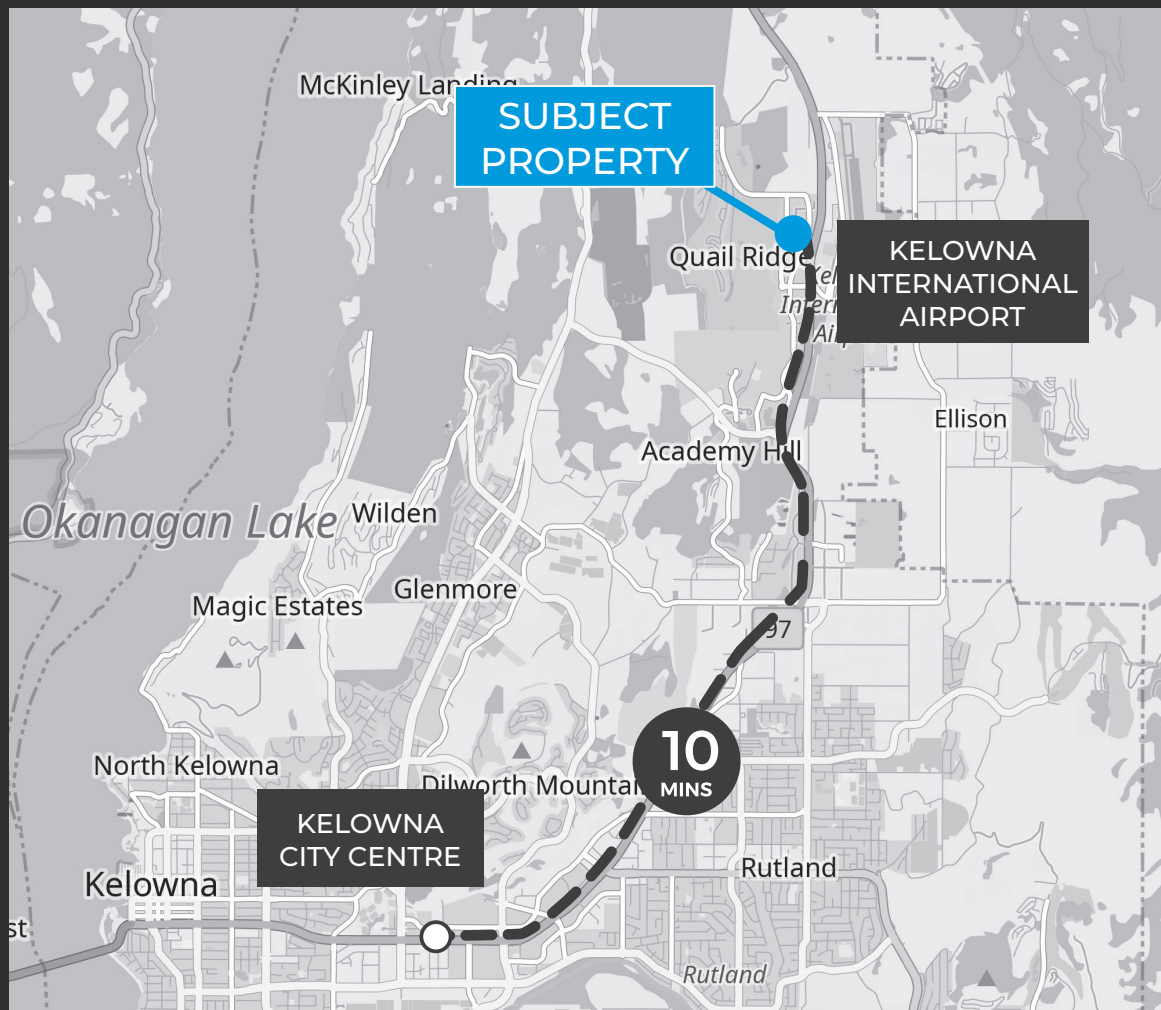 McKinley Landing
SUBJECT
PROPERTY
Quail Ridge
KELOWNA
INTERNATIONAL
AIRPORT
Ellison
Academy Hill
Okanagan Lake
Wilden
Glenmore
Magic Estates
97
10
MINS
North Kelowna
Dilworth Mountain
KELOWNA
CITY CENTRE
Kelowna
Rutland
Rutland